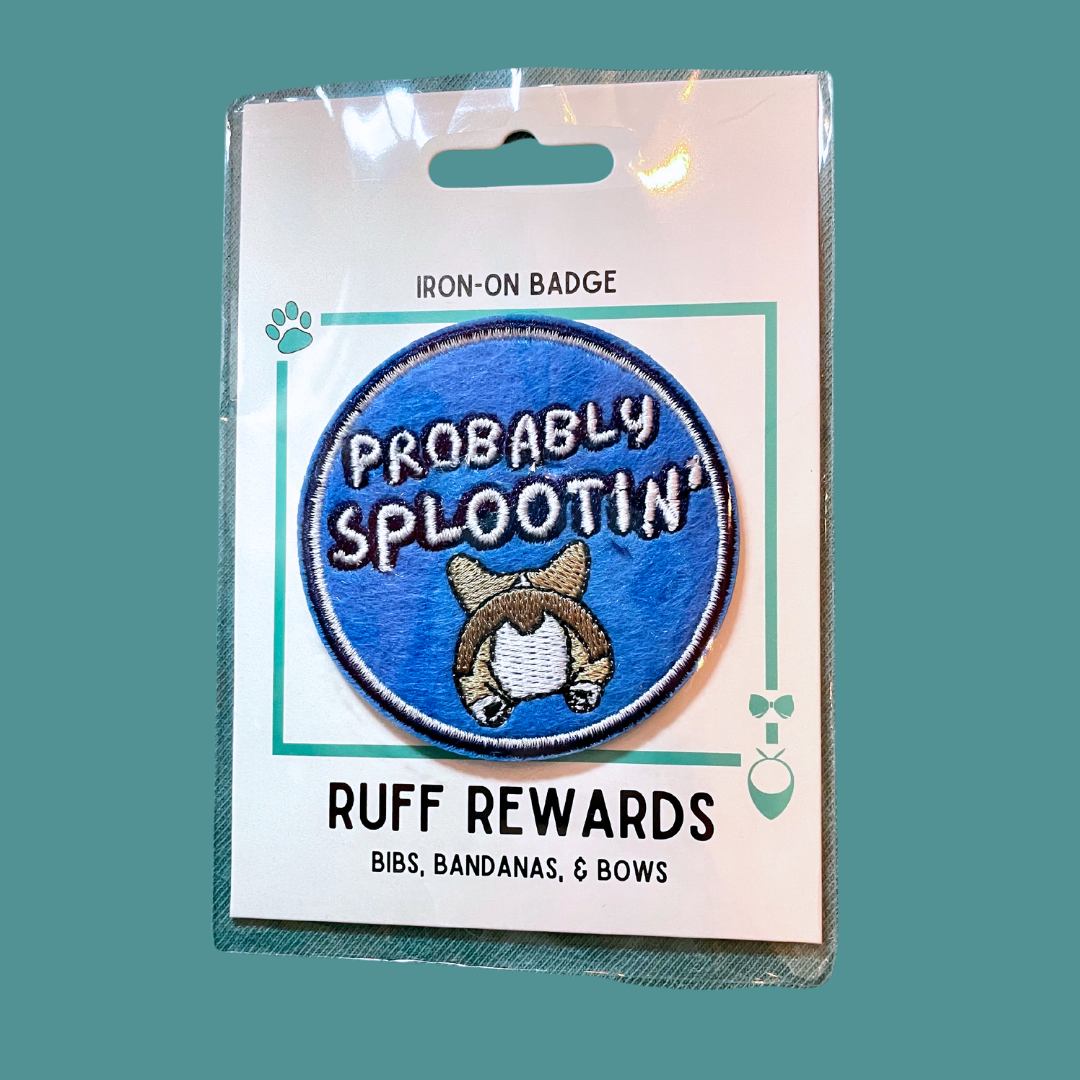 IRON-ON BADGE
PROBABLY
SPLOOTIN'
RUFF REWARDS
BIBS, BANDANAS, & BOWS